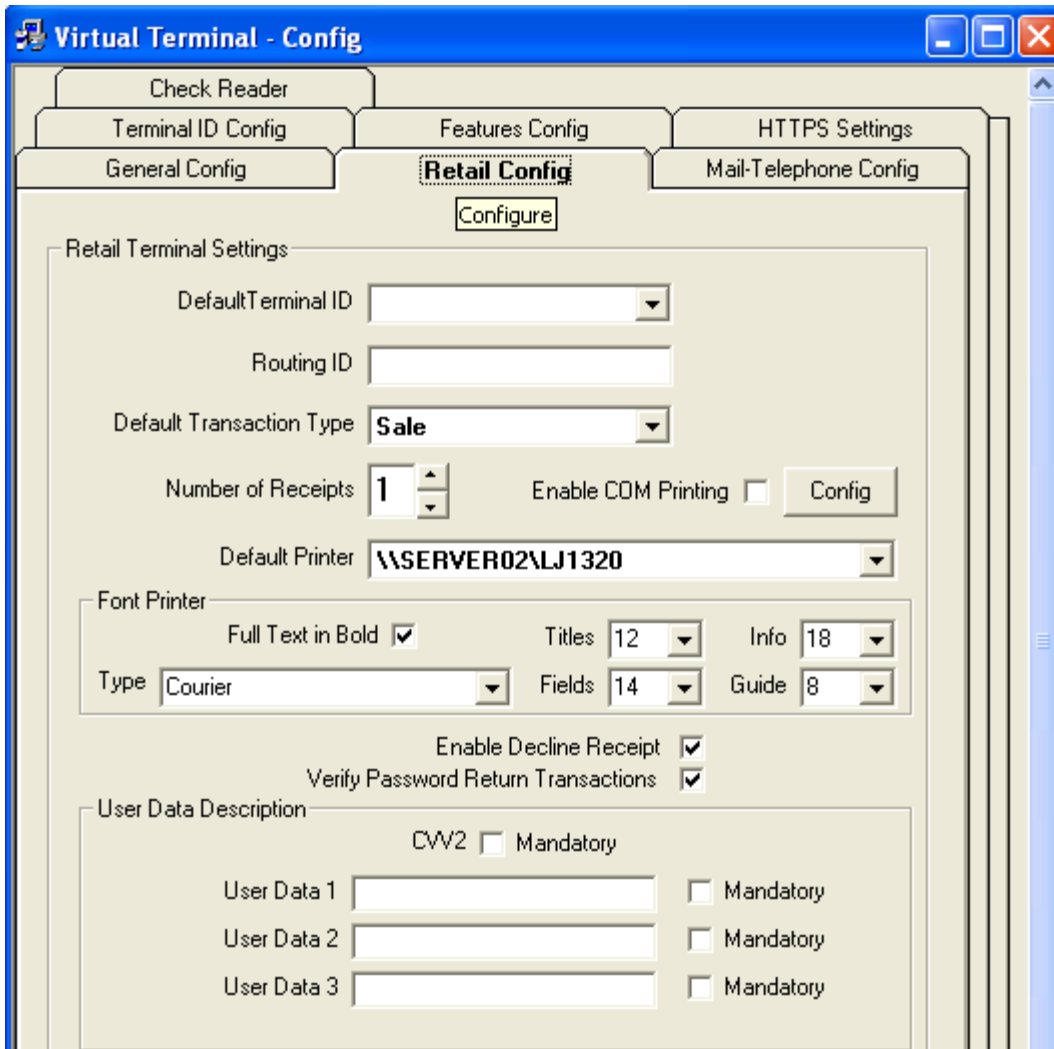 Virtual Terminal - Config
Check Reader
Terminal ID Config Features Config HTTPS Settings
General Config Retail Config Mail-Telephone Config
Configure
Retail Terminal Settings
DefaultTerminal ID
Routing ID
Default Transaction Type Sale
Number of Receipts 1 Enable COM Printing Config
Default Printer \\SERVER02\LJ1320
Font Printer
Full Text in Bold Titles 12 Info 18
Type Courier Fields 14 Guide 8
Enable Decline Receipt
Verify Password Return Transactions
User Data Description
CVV2 Mandatory
User Data 1 Mandatory
User Data 2 Mandatory
User Data 3 Mandatory